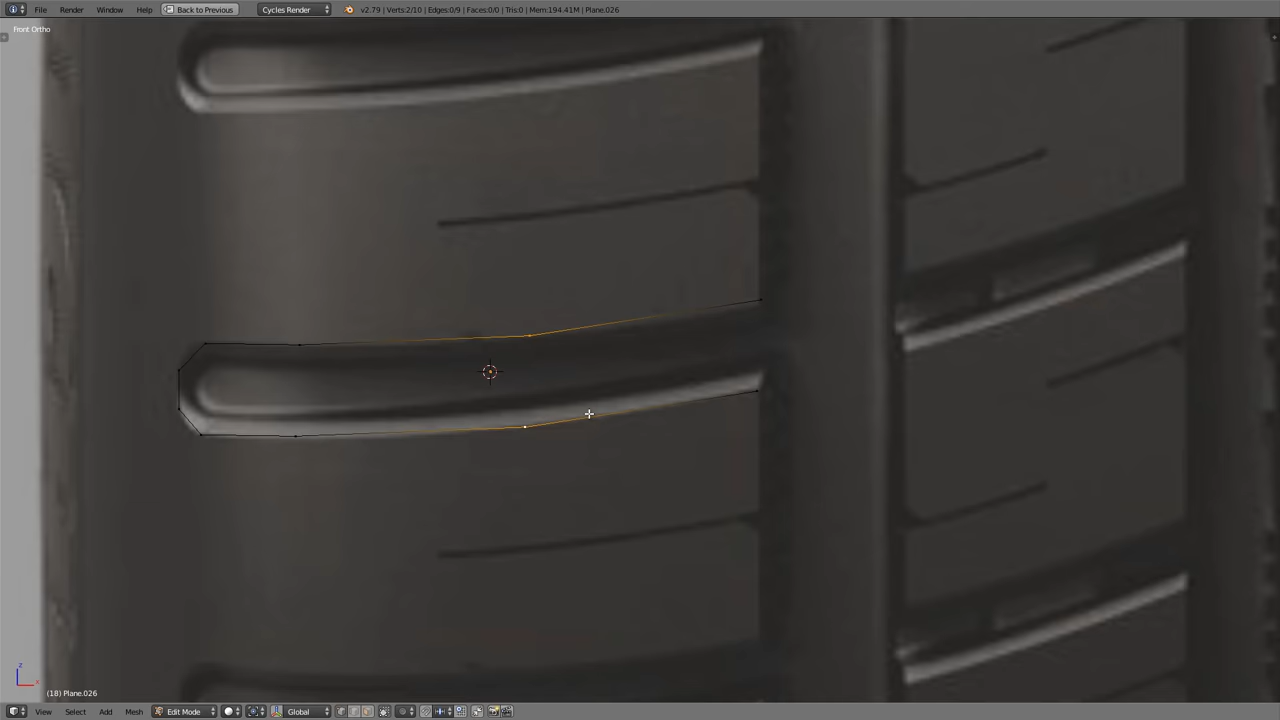 File Render Window Help Back to Previous Cycles Render v2.79 | Verts:2/10 | Edges:0/9 | Faces:0/0 | Tris:0 | Mem:194.41M | Plane.026
Front Ortho
z
x
(18) Plane.026
View Select Add Mesh Edit Mode Global